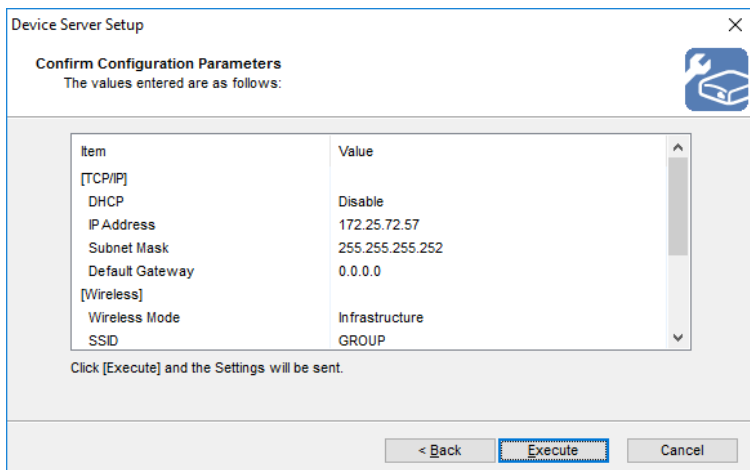 Device Server Setup
Confirm Configuration Parameters
The values entered are as follows:
Item Value
[TCP/IP]
DHCP Disable
IP Address 172.25.72.57
Subnet Mask 255.255.255.252
Default Gateway 0.0.0.0
[Wireless]
Wireless Mode Infrastructure
SSID GROUP
Click [Execute] and the Settings will be sent.
< Back Execute Cancel